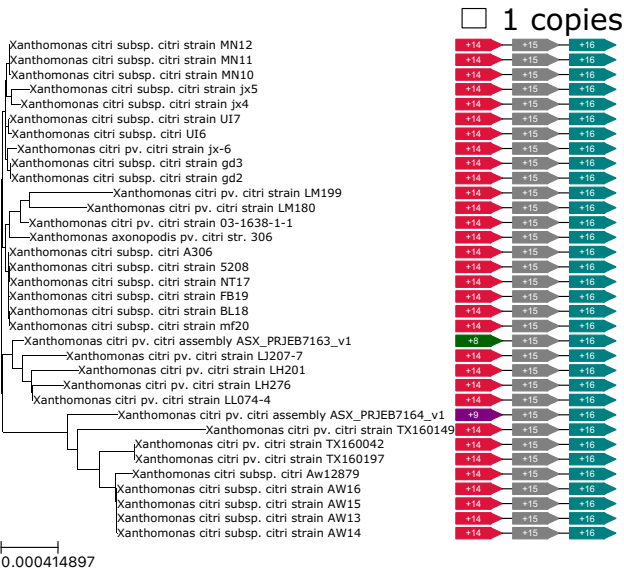 1 copies
Xanthomonas citri subsp. citri strain MN12 +14 +15 +16
Xanthomonas citri subsp. citri strain MN11 +14 +15 +16
Xanthomonas citri subsp. citri strain MN10 +14 +15 +16
Xanthomonas citri subsp. citri strain jx5 +14 +15 +16
Xanthomonas citri subsp. citri strain jx4 +14 +15 +16
Xanthomonas citri subsp. citri strain UI7 +14 +15 +16
Xanthomonas citri subsp. citri UI6 +14 +15 +16
Xanthomonas citri pv. citri strain jx-6 +14 +15 +16
Xanthomonas citri subsp. citri strain gd3 +14 +15 +16
Xanthomonas citri subsp. citri strain gd2 +14 +15 +16
Xanthomonas citri pv. citri strain LM199 +14 +15 +16
Xanthomonas citri pv. citri strain LM180 +14 +15 +16
Xanthomonas citri pv. citri strain 03-1638-1-1 +14 +15 +16
Xanthomonas axonopodis pv. citri str. 306 +14 +15 +16
Xanthomonas citri subsp. citri A306 +14 +15 +16
Xanthomonas citri subsp. citri strain 5208 +14 +15 +16
Xanthomonas citri subsp. citri strain NT17 +14 +15 +16
Xanthomonas citri subsp. citri strain FB19 +14 +15 +16
Xanthomonas citri subsp. citri strain BL18 +14 +15 +16
Xanthomonas citri subsp. citri strain mf20 +14 +15 +16
Xanthomonas citri pv. citri assembly ASX_PRJEB7163_v1 +8 +15 +16
Xanthomonas citri pv. citri strain LJ207-7 +14 +15 +16
Xanthomonas citri pv. citri strain LH201 +14 +15 +16
Xanthomonas citri pv. citri strain LH276 +14 +15 +16
Xanthomonas citri pv. citri strain LL074-4 +14 +15 +16
Xanthomonas citri pv. citri assembly ASX_PRJEB7164_v1 +9 +15 +16
Xanthomonas citri pv. citri strain TX160149 +14 +15 +16
Xanthomonas citri pv. citri strain TX160042 +14 +15 +16
Xanthomonas citri pv. citri strain TX160197 +14 +15 +16
Xanthomonas citri subsp. citri Aw12879 +14 +15 +16
Xanthomonas citri subsp. citri strain AW16 +14 +15 +16
Xanthomonas citri subsp. citri strain AW15 +14 +15 +16
Xanthomonas citri subsp. citri strain AW13 +14 +15 +16
Xanthomonas citri subsp. citri strain AW14 +14 +15 +16
0.000414897